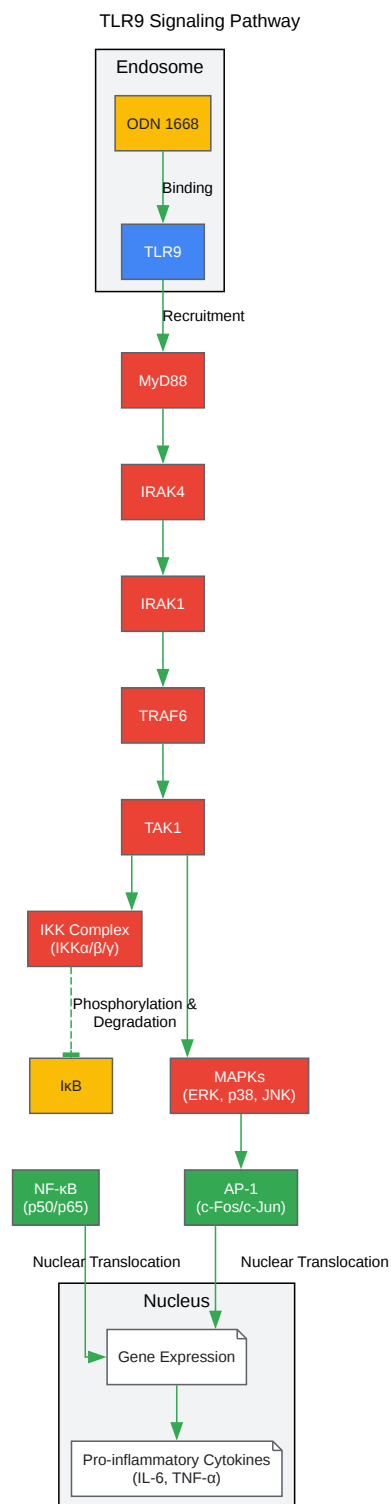 TLR9 Signaling Pathway
Endosome
ODN 1668
Binding
TLR9
Recruitment
MyD88
IRAK4
IRAK1
TRAF6
TAK1
IKK Complex
(IKKα/β/γ)
Phosphorylation &
Degradation
IκB
MAPKs
(ERK, p38, JNK)
NF-κB
(p50/p65)
AP-1
(c-Fos/c-Jun)
Nuclear Translocation
Nuclear Translocation
Nucleus
Gene Expression
Pro-inflammatory Cytokines
(IL-6, TNF-α)